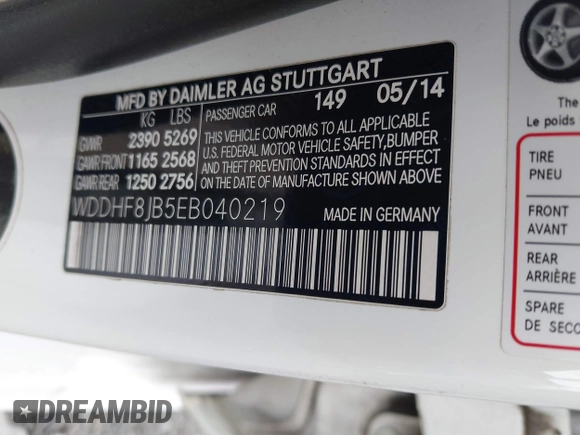 MFD BY DAIMLER AG STUTTGART
KG LBS PASSENGER CAR 149 05/14
GVWR 2390 5269
GAWR FRONT 1165 2568
GAWR REAR 1250 2756
THIS VEHICLE CONFORMS TO ALL APPLICABLE
U.S. FEDERAL MOTOR VEHICLE SAFETY,BUMPER
AND THEFT PREVENTION STANDARDS IN EFFECT
ON THE DATE OF MANUFACTURE SHOWN ABOVE.
WDDHF8JB5EB040219 MADE IN GERMANY
The
Le poids
TIRE
PNEU
FRONT
AVANT
REAR
ARRIÈRE
SPARE
DE SECO
DREAMBID